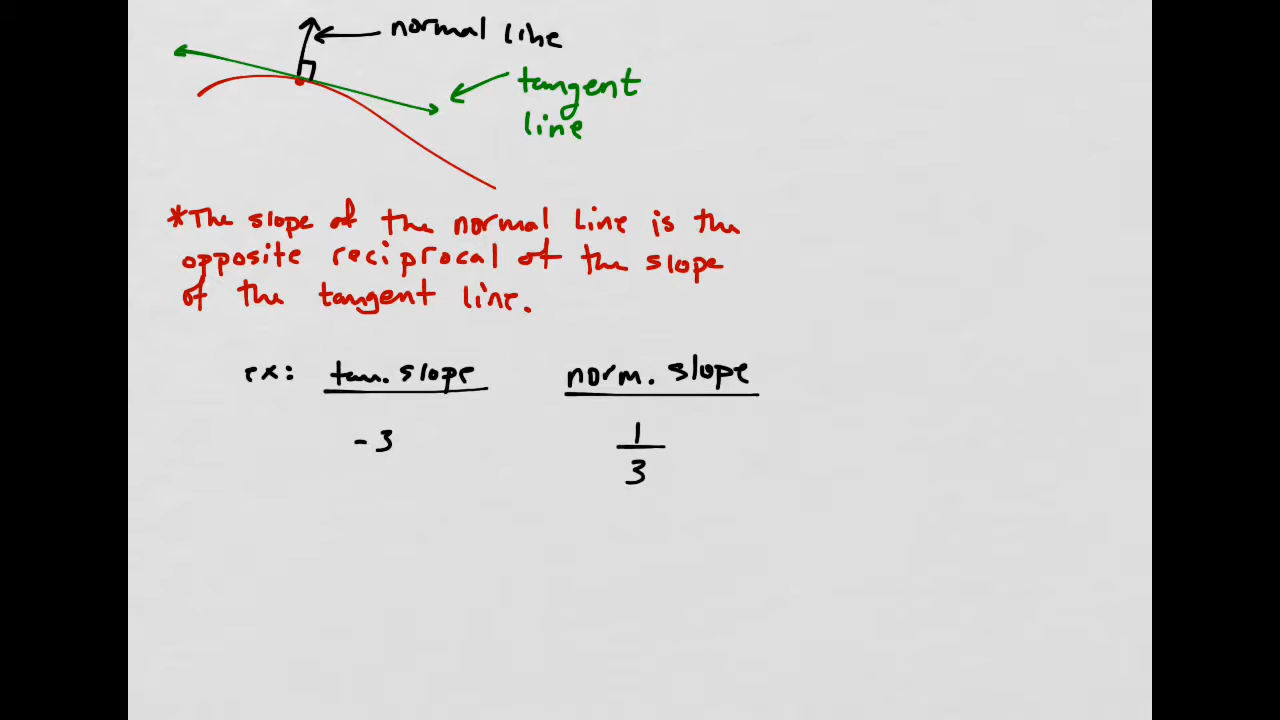 normal line
tangent
line
*The slope of the normal line is the
opposite reciprocal of the slope
of the tangent line.
ex: tan. slope norm. slope
-3 1/3